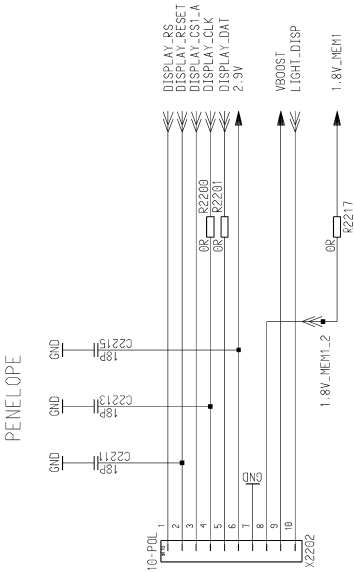 PENELOPE
DISPLAY_RS
DISPLAY_RESET
DISPLAY_CS1_A
DISPLAY_CLK
DISPLAY_DAT
2.9V
VBOOST
LIGHT_DISP
1.8V_MEM1
0R R2200
0R R2201
0R R2217
1.8V_MEM1_2
GND
C2215
18P
GND
C2213
18P
GND
C2211
18P
GND
1
2
3
4
5
6
7
8
9
10
10-POL
X2202